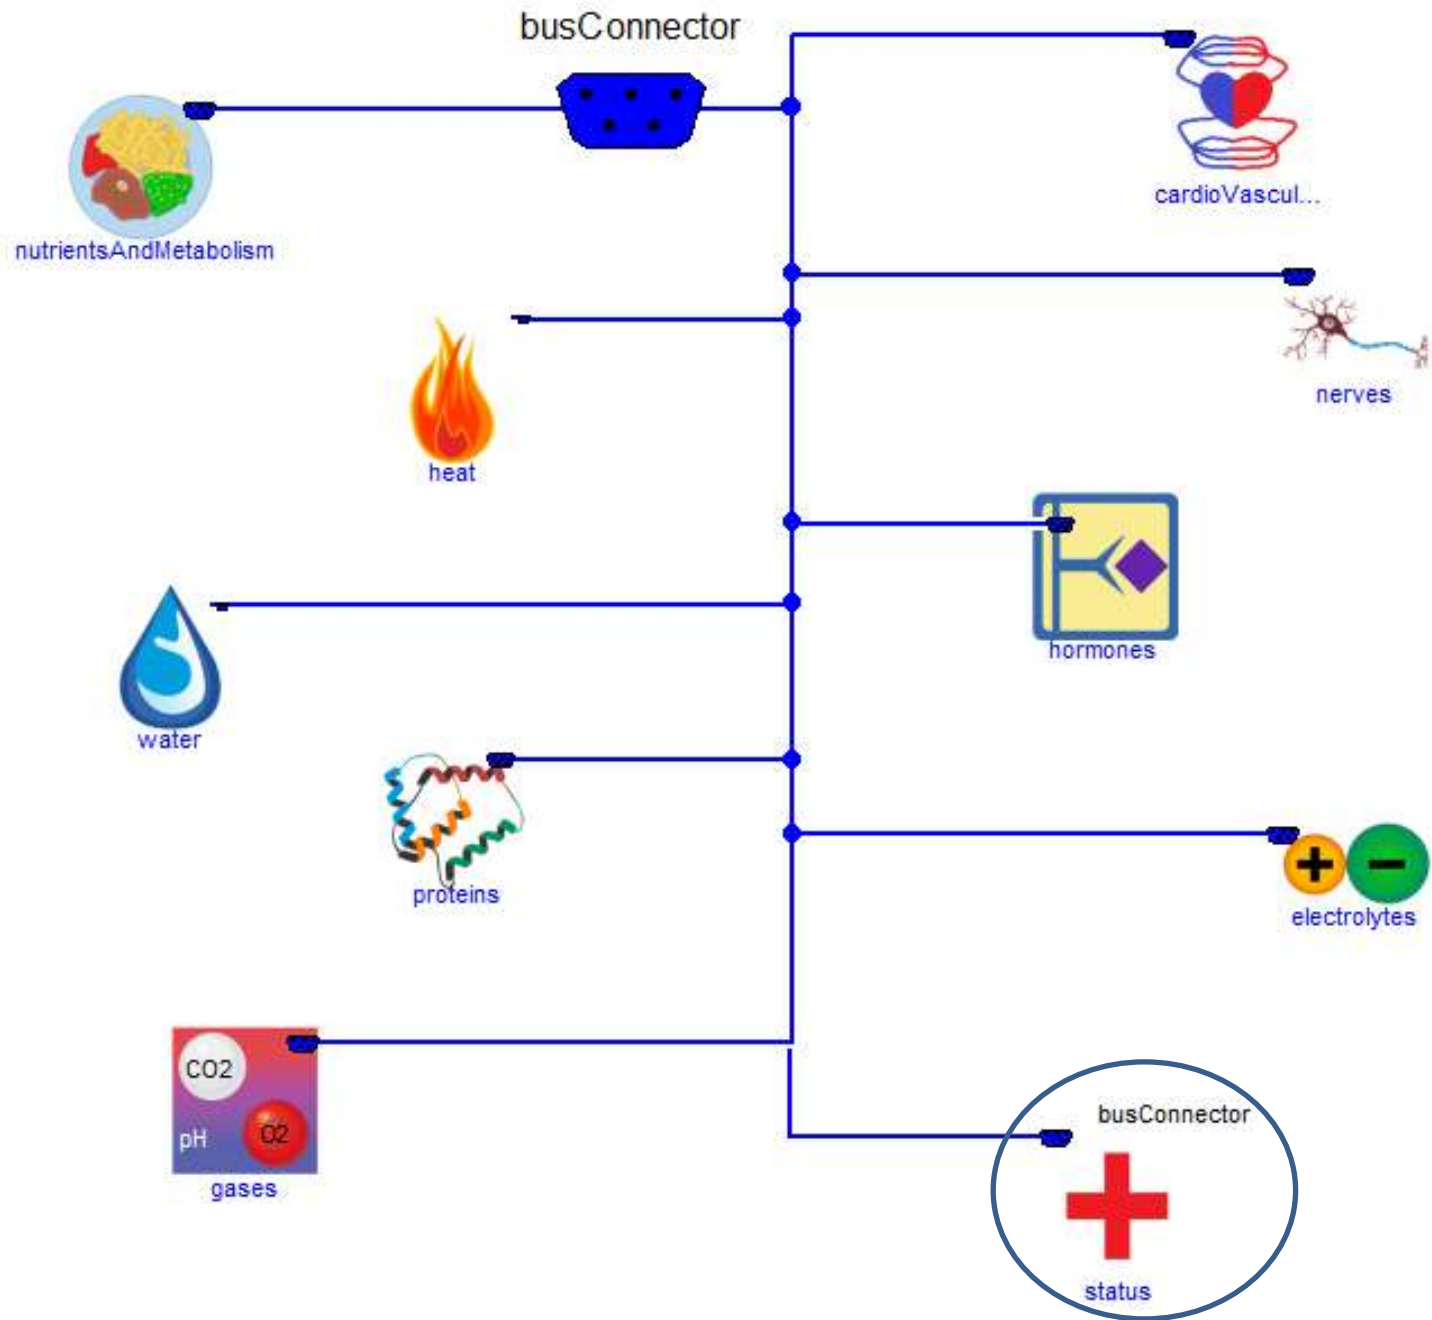 busConnector
cardioVascul...
nutrientsAndMetabolism
nerves
heat
hormones
water
proteins
electrolytes
CO2
O2
pH
gases
busConnector
status